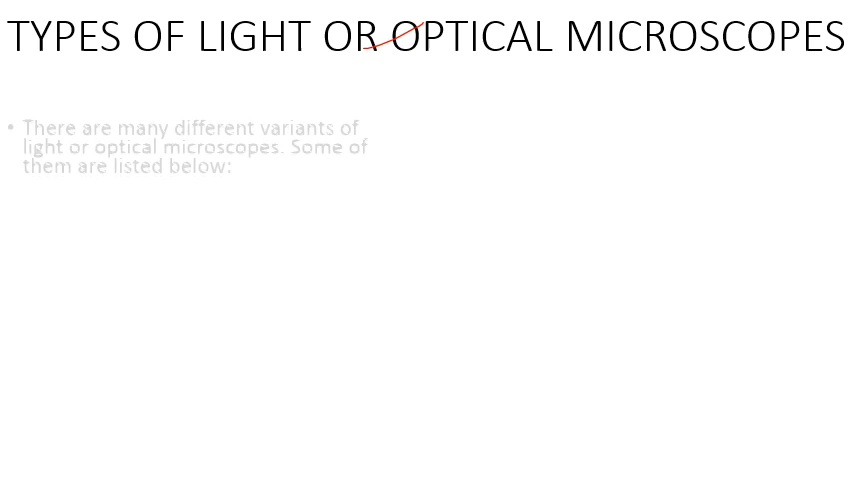 TYPES OF LIGHT OR OPTICAL MICROSCOPES
• There are many different variants of
light or optical microscopes. Some of
them are listed below: